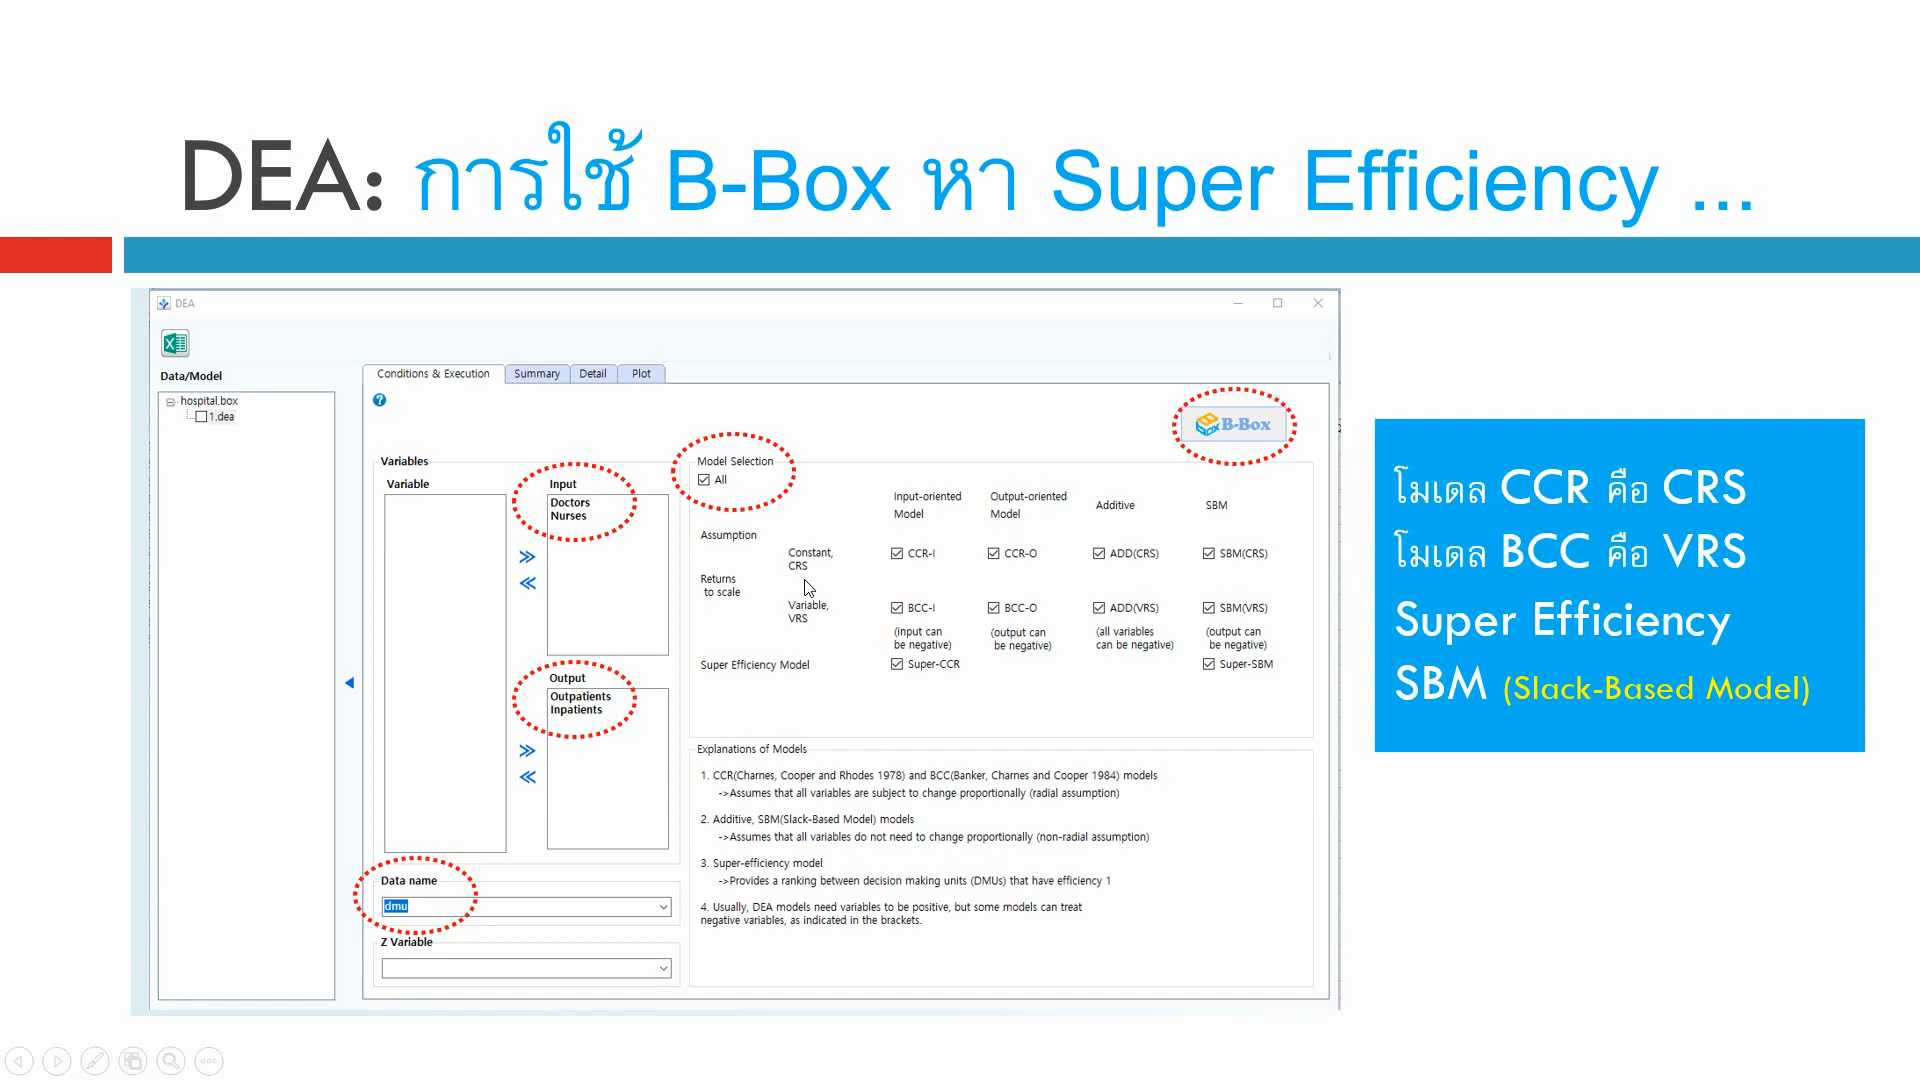 DEA: การใช้ B-Box หา Super Efficiency ...
DEA
Data/Model
hospital.box
1.dea
Conditions & Execution
Summary
Detail
Plot
B-Box
Variables
Variable
Input
Doctors
Nurses
Output
Outpatients
Inpatients
Data name
dmu
Z Variable
Model Selection
All
Input-oriented
Model
Output-oriented
Model
Additive
SBM
Assumption
Constant,
CRS
CCR-I
CCR-O
ADD(CRS)
SBM(CRS)
Returns
to scale
Variable,
VRS
BCC-I
BCC-O
ADD(VRS)
SBM(VRS)
(input can
be negative)
(output can
be negative)
(all variables
can be negative)
(output can
be negative)
Super Efficiency Model
Super-CCR
Super-SBM
Explanations of Models
1. CCR(Charnes, Cooper and Rhodes 1978) and BCC(Banker, Charnes and Cooper 1984) models
->Assumes that all variables are subject to change proportionally (radial assumption)
2. Additive, SBM(Slack-Based Model) models
->Assumes that all variables do not need to change proportionally (non-radial assumption)
3. Super-efficiency model
->Provides a ranking between decision making units (DMUs) that have efficiency 1
4. Usually, DEA models need variables to be positive, but some models can treat
negative variables, as indicated in the brackets.
โมเดล CCR คือ CRS
โมเดล BCC คือ VRS
Super Efficiency
SBM (Slack-Based Model)